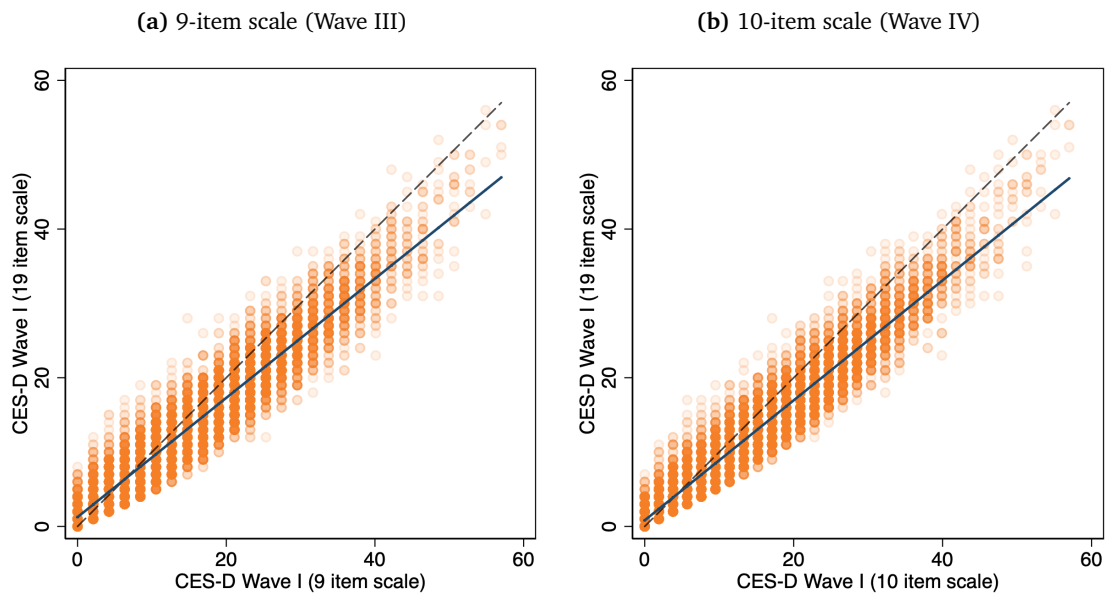 (a) 9-item scale (Wave III)
60
40
20
0
CES-D Wave I (19 item scale)
0 20 40 60
CES-D Wave I (9 item scale)
(b) 10-item scale (Wave IV)
60
40
20
0
CES-D Wave I (19 item scale)
0 20 40 60
CES-D Wave I (10 item scale)